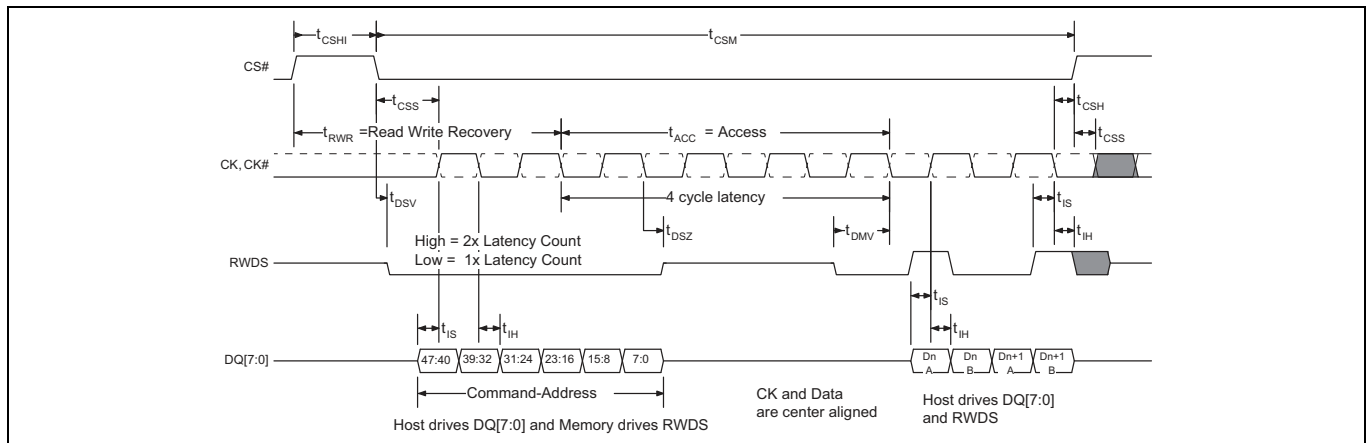 tCSHI
tCSM
CS#
tCSS
tCSH
tRWR =Read Write Recovery
tACC = Access
tCSS
CK, CK#
tDSV
4 cycle latency
tIS
tDSZ
tDMV
tIH
High = 2x Latency Count
Low = 1x Latency Count
RWDS
tIS
tIH
tIS
tIH
DQ[7:0]
47:40 39:32 31:24 23:16 15:8 7:0
Dn A Dn B Dn+1 A Dn+1 B
Command-Address
CK and Data
are center aligned
Host drives DQ[7:0]
and RWDS
Host drives DQ[7:0] and Memory drives RWDS